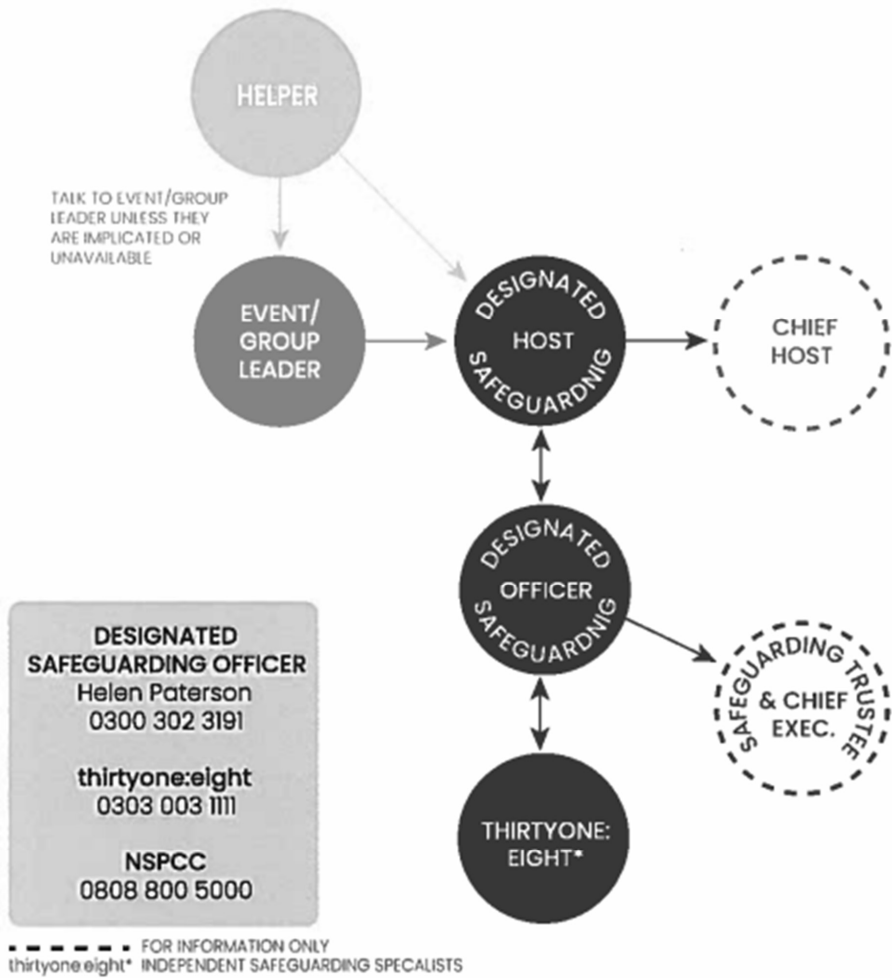 HELPER
TALK TO EVENT/GROUP
LEADER UNLESS THEY
ARE IMPLICATED OR
UNAVAILABLE
EVENT/
GROUP
LEADER
DESIGNATED
HOST
SAFEGUARDNIG
CHIEF
HOST
DESIGNATED
OFFICER
SAFEGUARDNIG
SAFEGUARDING TRUSTEE
& CHIEF
EXEC.
THIRTYONE:
EIGHT*
DESIGNATED
SAFEGUARDING OFFICER
Helen Paterson
0300 302 3191
thirtyone:eight
0303 003 1111
NSPCC
0808 800 5000
FOR INFORMATION ONLY
thirtyone:eight* INDEPENDENT SAFEGUARDING SPECALISTS